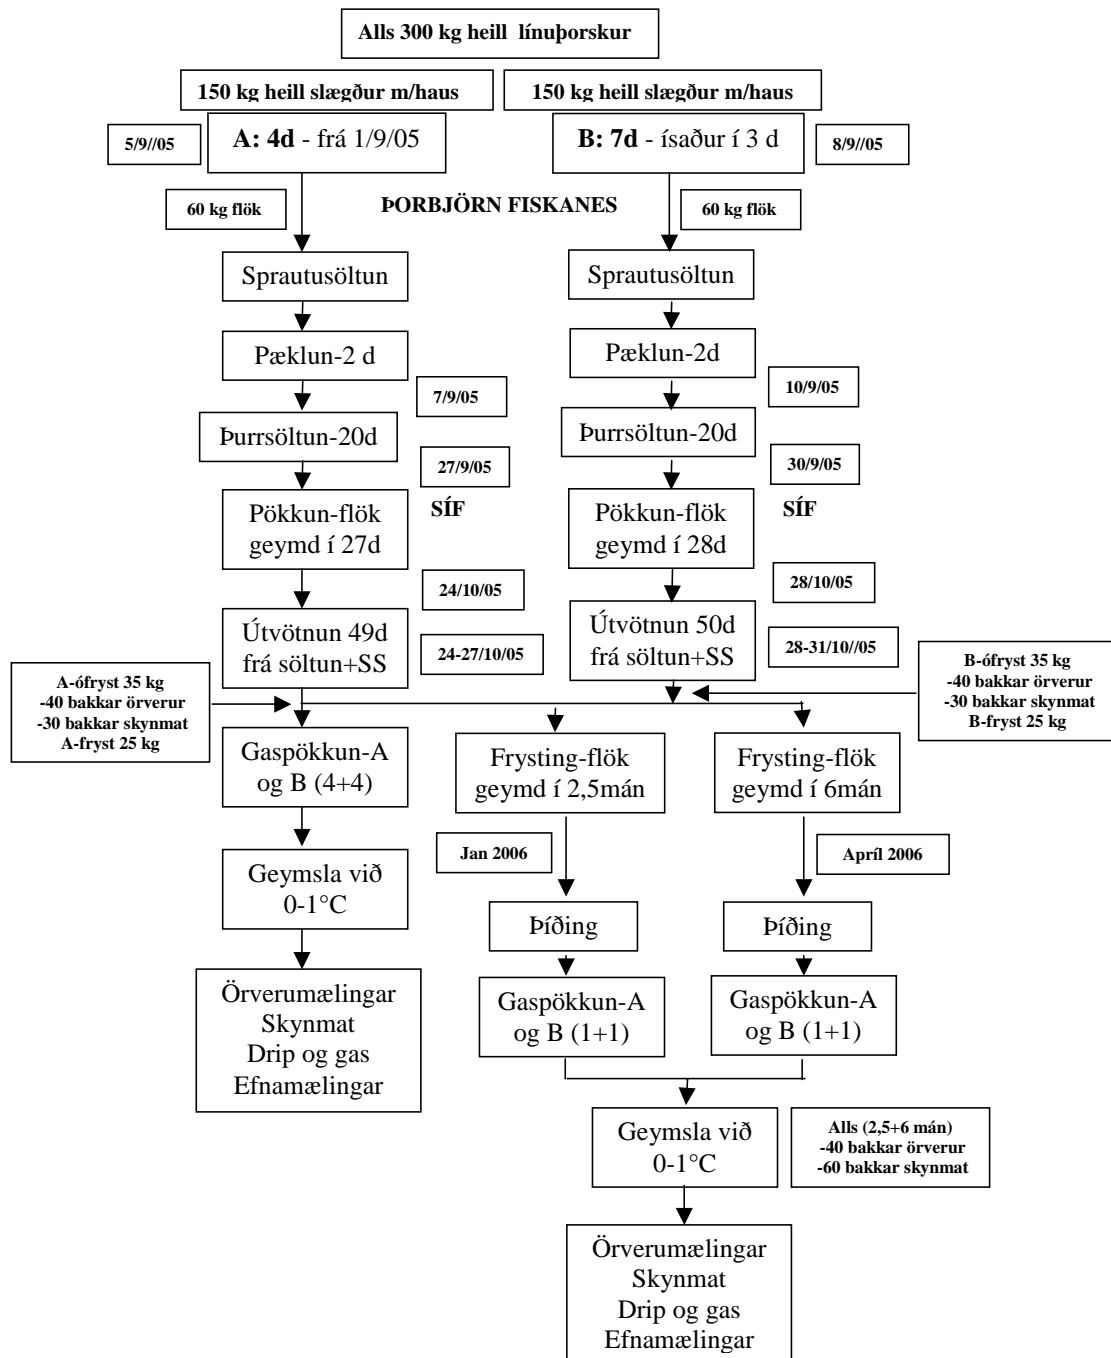 Alls 300 kg heill línuþorskur
150 kg heill slægður m/haus
150 kg heill slægður m/haus
5/9//05
A: 4d - frá 1/9/05
B: 7d - ísaður í 3 d
8/9//05
60 kg flök
ÞORBJÖRN FISKANES
60 kg flök
Sprautusöltun
Sprautusöltun
Pæklun-2 d
Pæklun-2d
7/9/05
10/9/05
Þurrsöltun-20d
Þurrsöltun-20d
27/9/05
30/9/05
Pökkun-flök
geymd í 27d
SÍF
Pökkun-flök
geymd í 28d
SÍF
24/10/05
28/10/05
Útvötnun 49d
frá söltun+SS
24-27/10/05
Útvötnun 50d
frá söltun+SS
28-31/10//05
A-ófryst 35 kg
-40 bakkar örverur
-30 bakkar skynmat
A-fryst 25 kg
B-ófryst 35 kg
-40 bakkar örverur
-30 bakkar skynmat
B-fryst 25 kg
Gaspökkun-A
og B (4+4)
Frysting-flök
geymd í 2,5mán
Frysting-flök
geymd í 6mán
Jan 2006
Apríl 2006
Geymsla við
0-1°C
Þíðing
Þíðing
Örverumælingar
Skynmat
Drip og gas
Efnamælingar
Gaspökkun-A
og B (1+1)
Gaspökkun-A
og B (1+1)
Geymsla við
0-1°C
Alls (2,5+6 mán)
-40 bakkar örverur
-60 bakkar skynmat
Örverumælingar
Skynmat
Drip og gas
Efnamælingar